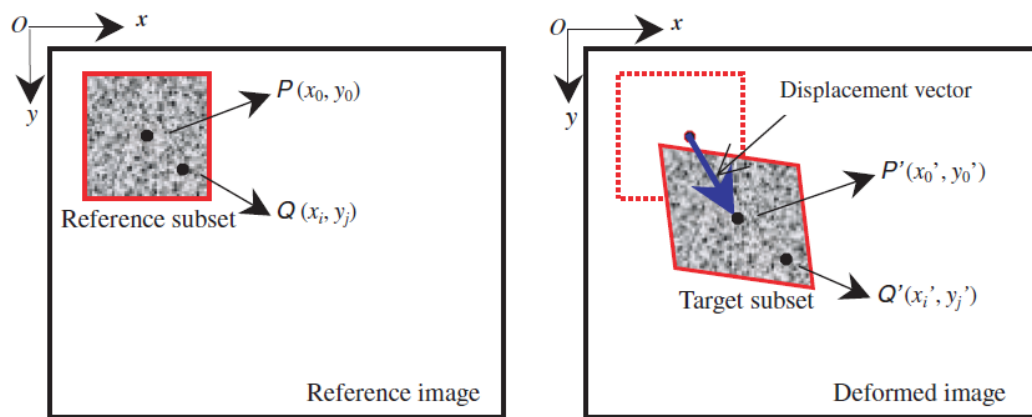 O x
y
P (x0, y0)
Q (xi, yj)
Reference subset
Reference image
O x
y
Displacement vector
P’(x0’, y0’)
Q’(xi’, yj’)
Target subset
Deformed image